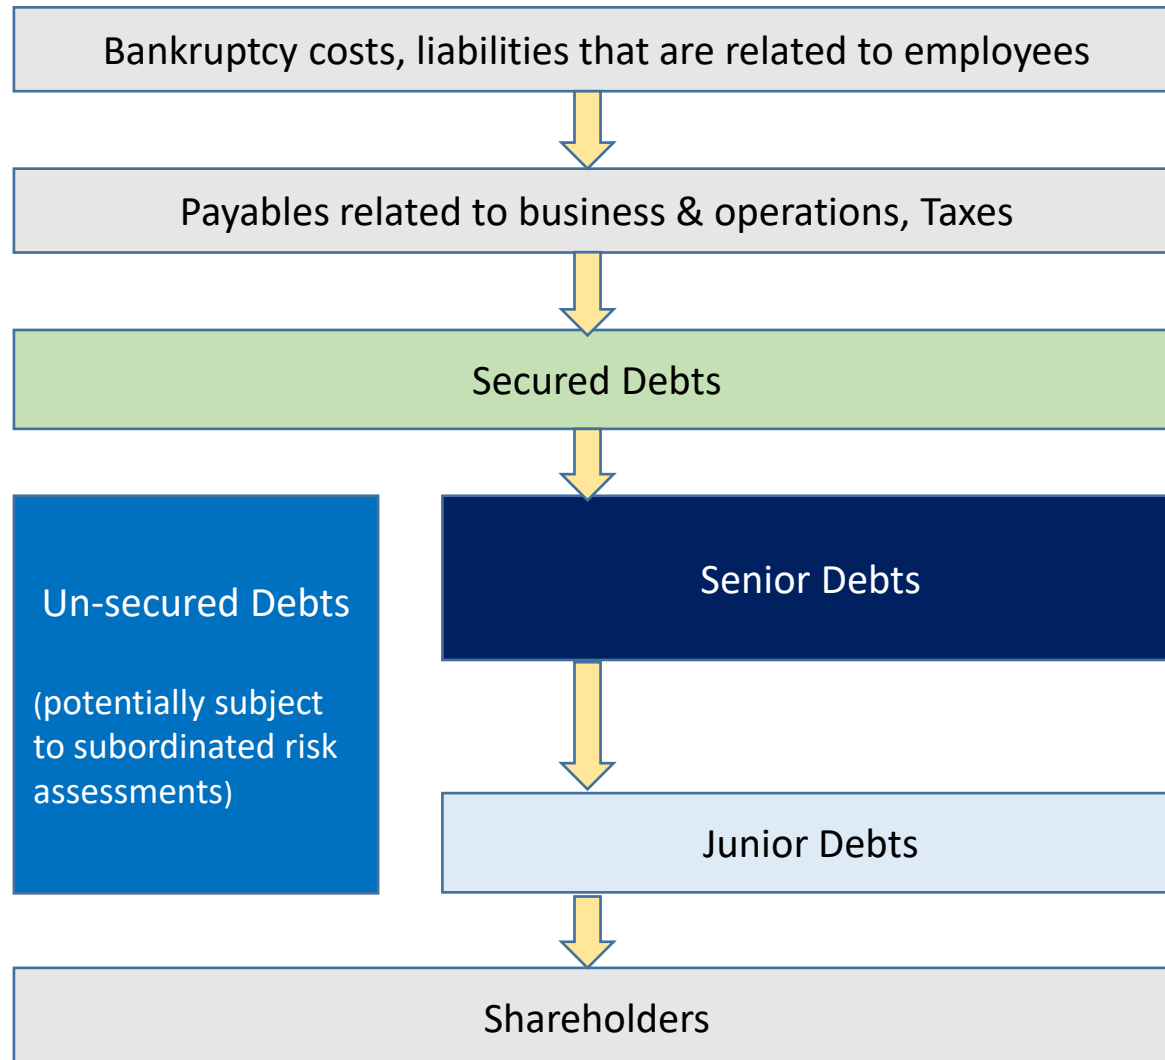 Bankruptcy costs, liabilities that are related to employees
Payables related to business & operations, Taxes
Secured Debts
Un-secured Debts
(potentially subject
to subordinated risk
assessments)
Senior Debts
Junior Debts
Shareholders